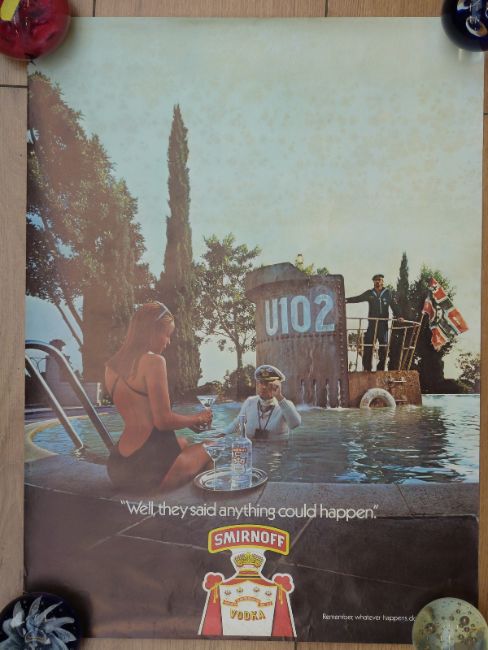 U102
"Well, they said anything could happen."
SMIRNOFF
VODKA
Remember, whatever happens, do